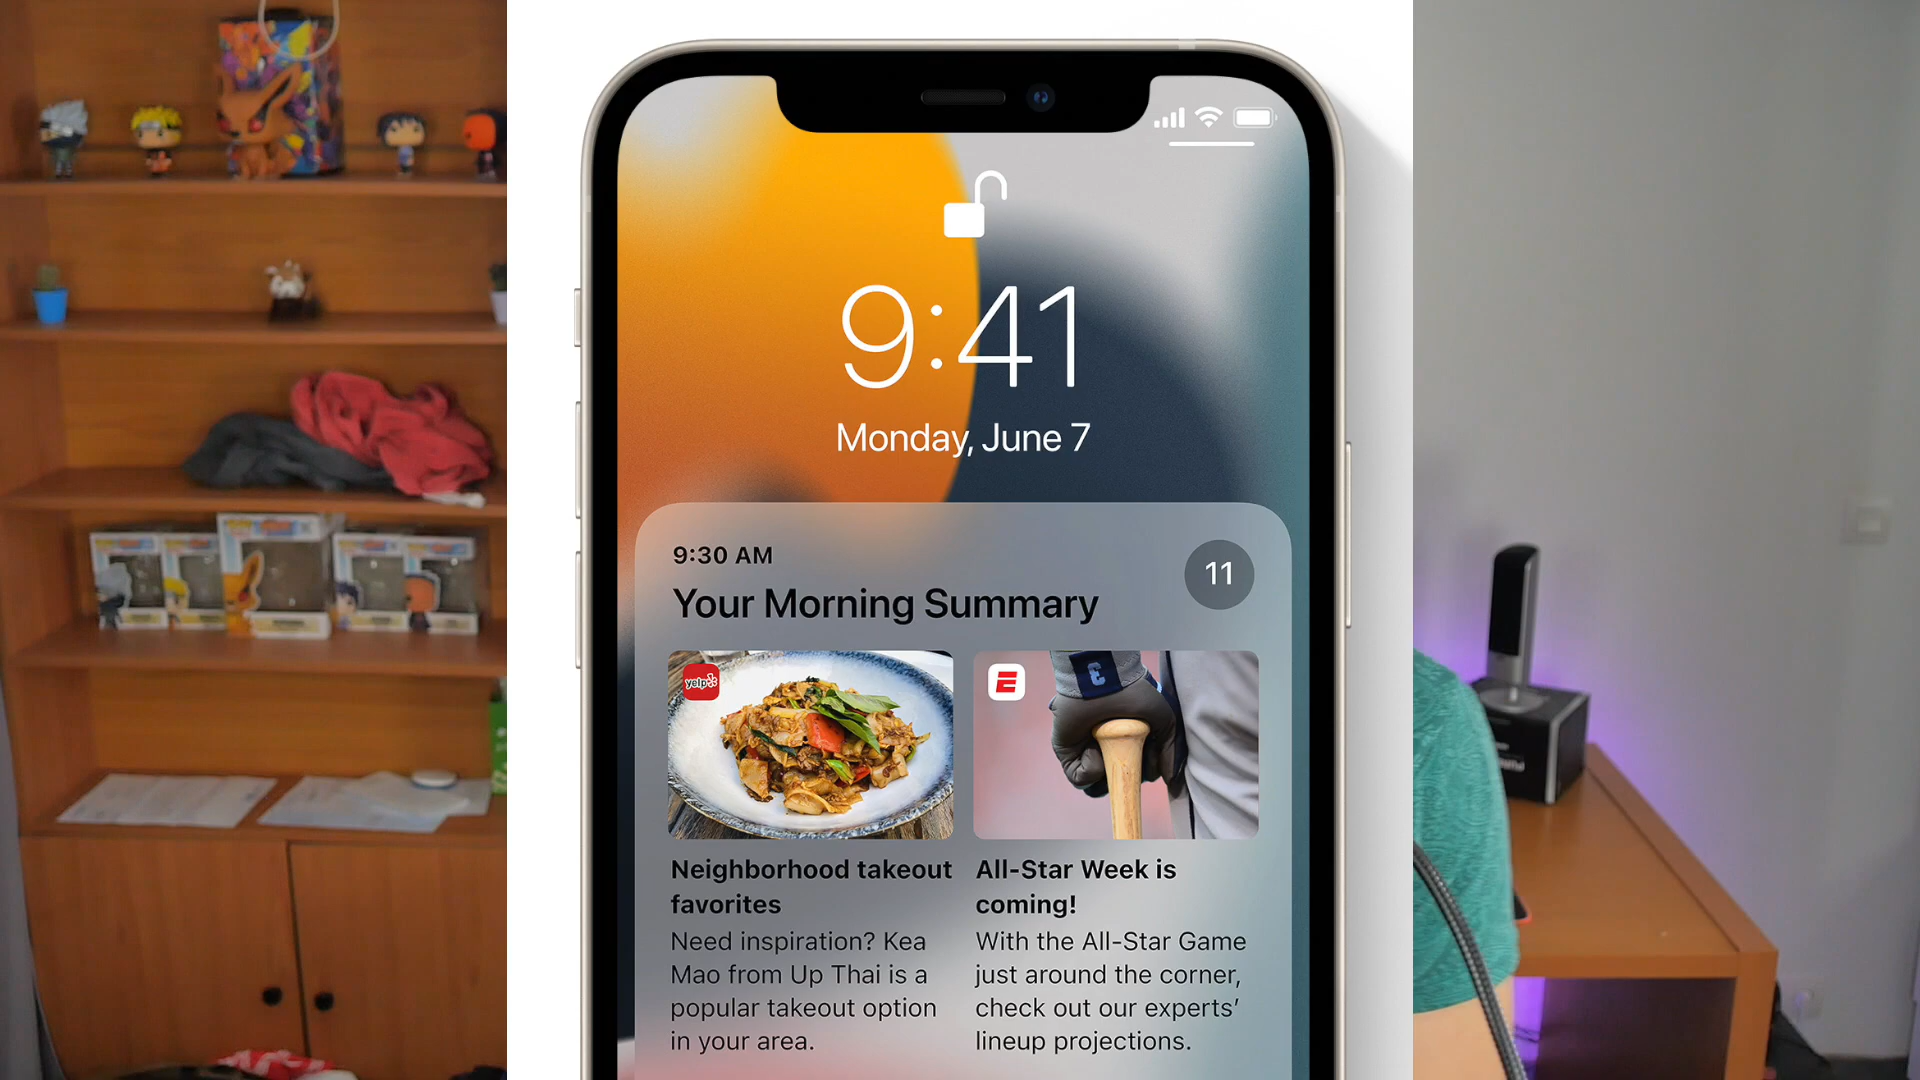 9:41
Monday, June 7
9:30 AM
Your Morning Summary
11
yelp
Neighborhood takeout
favorites
Need inspiration? Kea
Mao from Up Thai is a
popular takeout option
in your area.
All-Star Week is
coming!
With the All-Star Game
just around the corner,
check out our experts’
lineup projections.